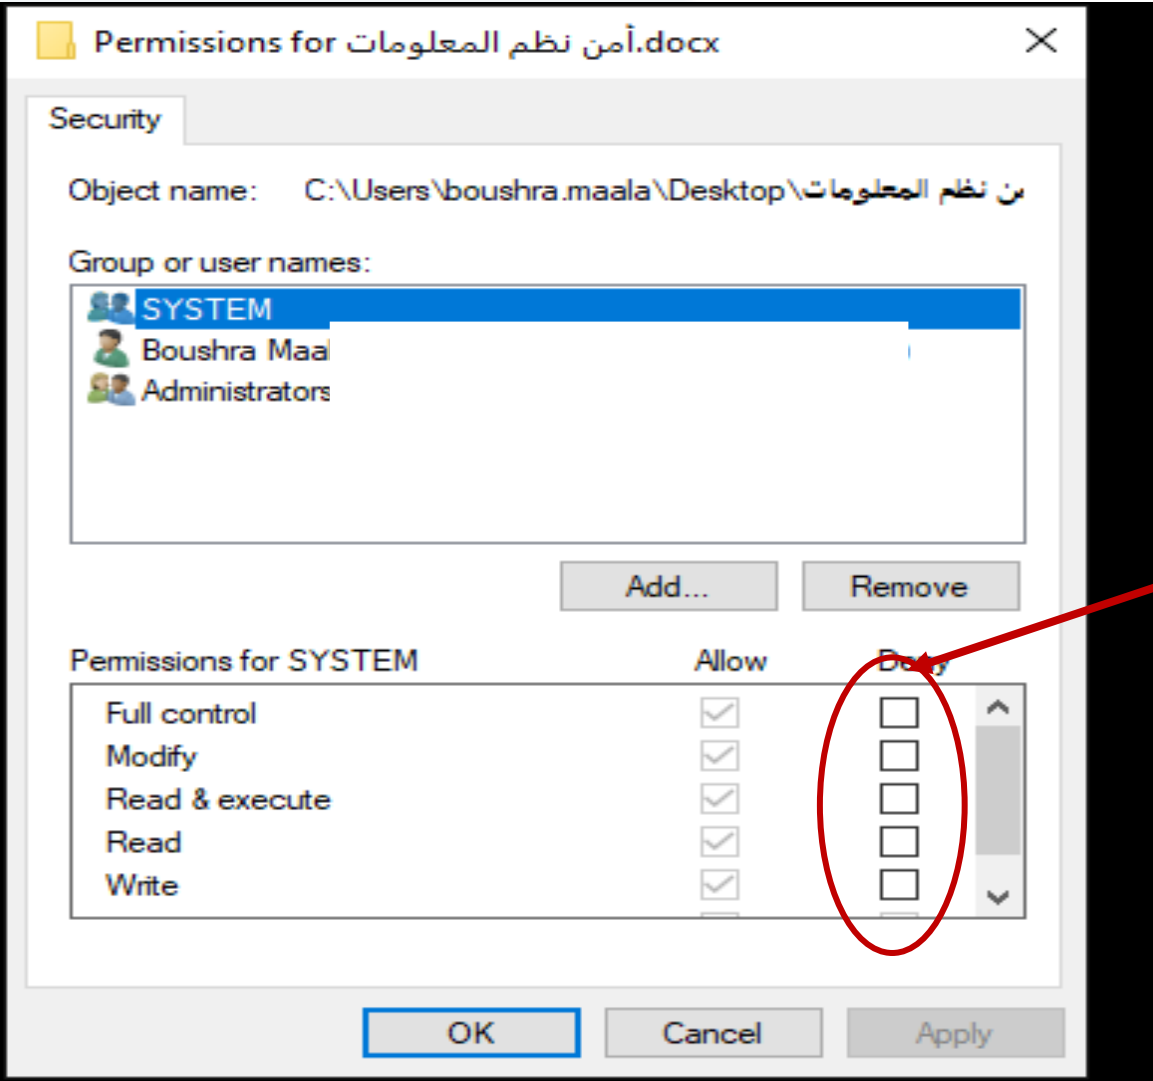 Permissions for أمن نظم المعلومات.docx
Security
Object name: C:\Users\boushra.maala\Desktop\من نظم المعلومات
Group or user names:
SYSTEM
Boushra Maal
Administrators
Add... Remove
Permissions for SYSTEM Allow Deny
Full control
Modify
Read & execute
Read
Write
OK Cancel Apply